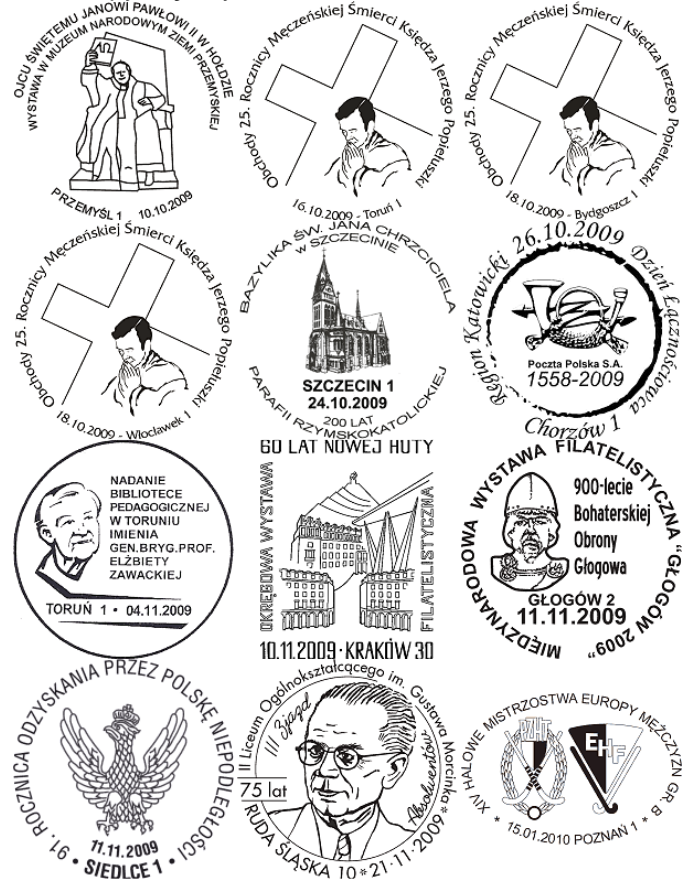 OJCU ŚWIĘTEMU JANOWI PAWŁOWI II W HOŁDZIE
WYSTAWA W MUZEUM NARODOWYM ZIEMI PRZEMYSKIEJ
PRZEMYŚL 1 10.10.2009
Obchody 25. Rocznicy Męczeńskiej Śmierci Księdza Jerzego Popiełuszki
16.10.2009 - Toruń 1
Obchody 25. Rocznicy Męczeńskiej Śmierci Księdza Jerzego Popiełuszki
18.10.2009 - Bydgoszcz 1
Obchody 25. Rocznicy Męczeńskiej Śmierci Księdza Jerzego Popiełuszki
18.10.2009 - Włocławek 1
BAZYLIKA ŚW. JANA CHRZCICIELA
W SZCZECINIE
SZCZECIN 1
24.10.2009
200 LAT
PARAFII RZYMSKOKATOLICKIEJ
Region Katowicki 26.10.2009 Dzień Łącznościowca
Poczta Polska S.A.
1558-2009
Chorzów 1
NADANIE
BIBLIOTECE
PEDAGOGICZNEJ
W TORUNIU
IMIENIA
GEN.BRYG.PROF.
ELŻBIETY
ZAWACKIEJ
TORUŃ 1 • 04.11.2009
60 LAT NOWEJ HUTY
OKRĘGOWA WYSTAWA
FILATELISTYCZNA
10.11.2009 · KRAKÓW 30
MIĘDZYNARODOWA WYSTAWA FILATELISTYCZNA "GŁOGÓW 2009"
900-lecie
Bohaterskiej
Obrony
Głogowa
GŁOGÓW 2
11.11.2009
91. ROCZNICA ODZYSKANIA PRZEZ POLSKĘ NIEPODLEGŁOŚCI
11.11.2009
• SIEDLCE 1 •
II Liceum Ogólnokształcącego im. Gustawa Morcinka
III Zjazd
Absolwentów
75 lat
RUDA ŚLĄSKA 10 * 21.11.2009
XIV HALOWE MISTRZOSTWA EUROPY MĘŻCZYZN GR. B
PZHT
EHF
* 15.01.2010 POZNAŃ 1 *